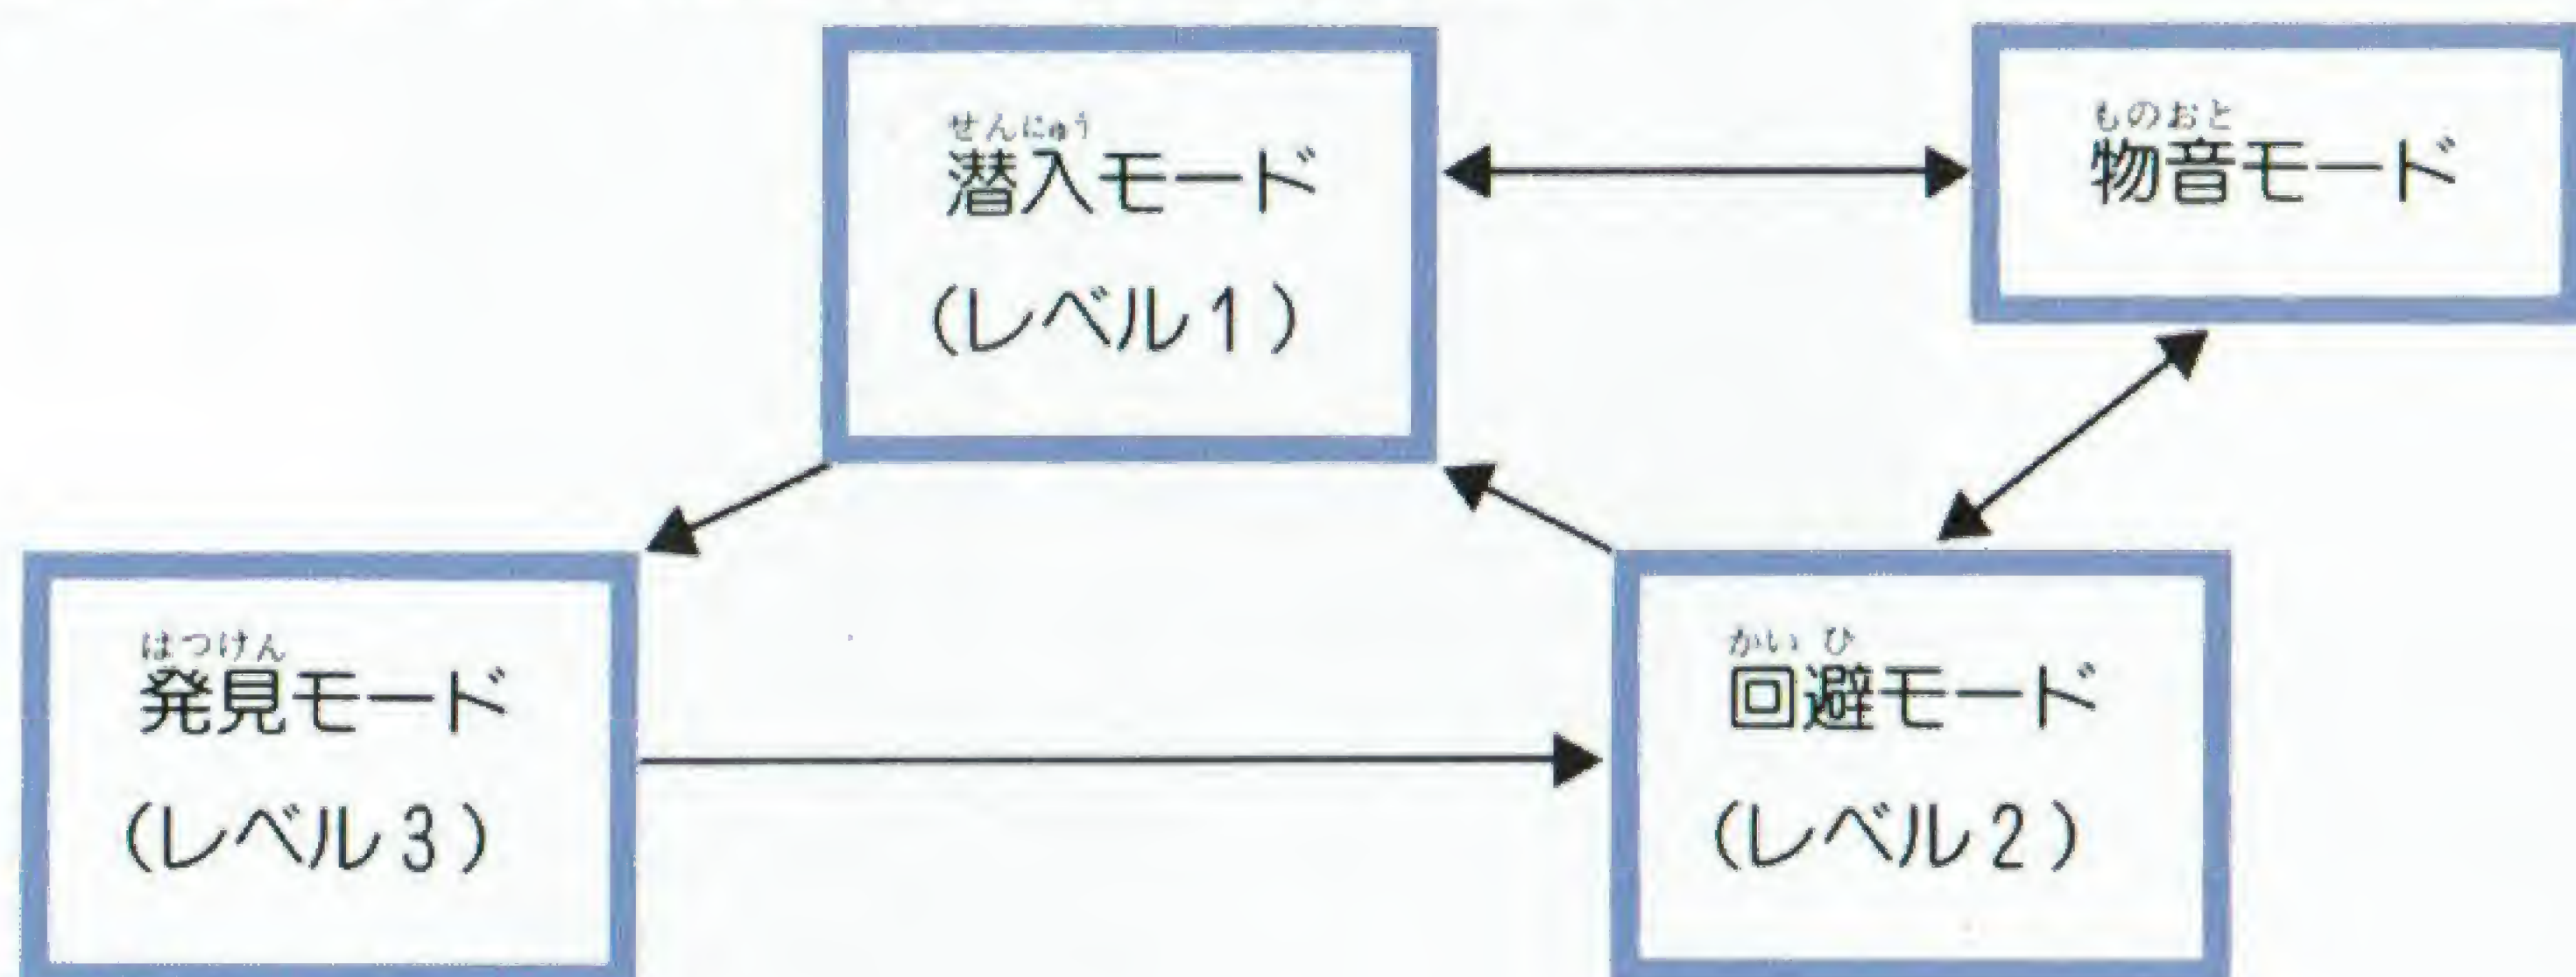 せんにゅう
潜入モード
(レベル1)
ものおと
物音モード
はつけん
発見モード
(レベル3)
かいひ
回避モード
(レベル2)